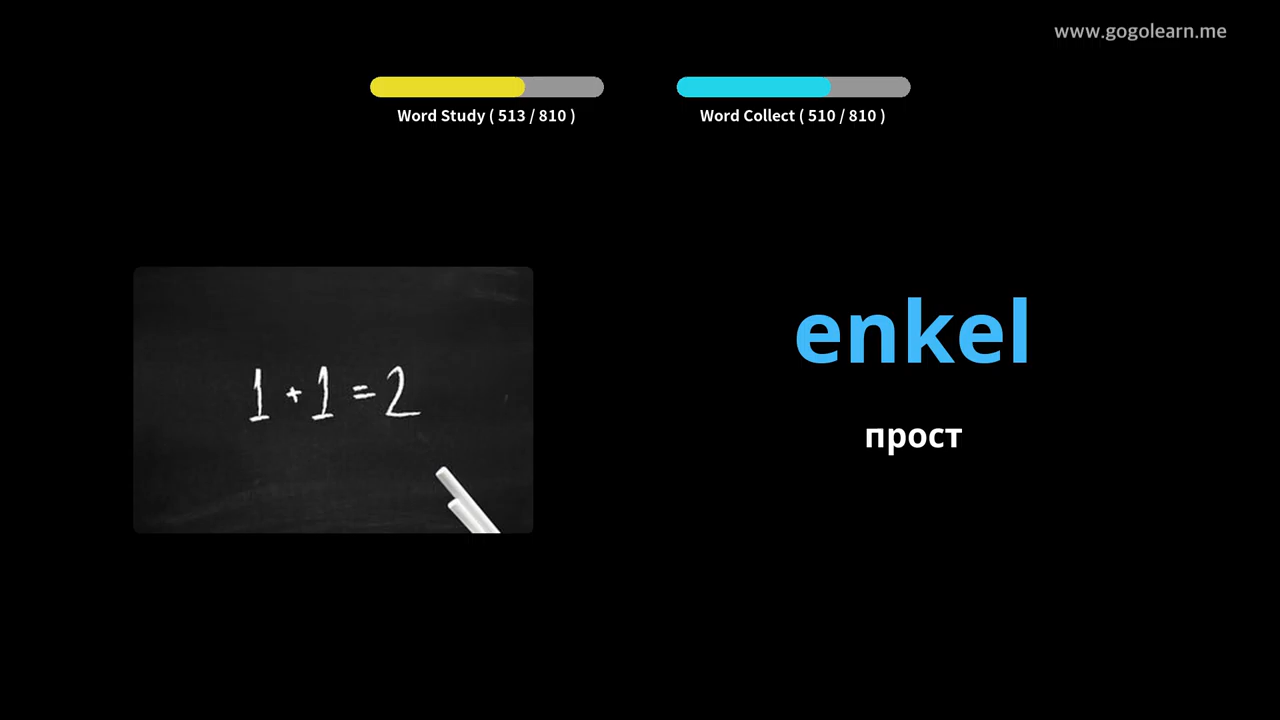 www.gogolearn.me
Word Study ( 513 / 810 )
Word Collect ( 510 / 810 )
1 + 1 = 2
enkel
прост